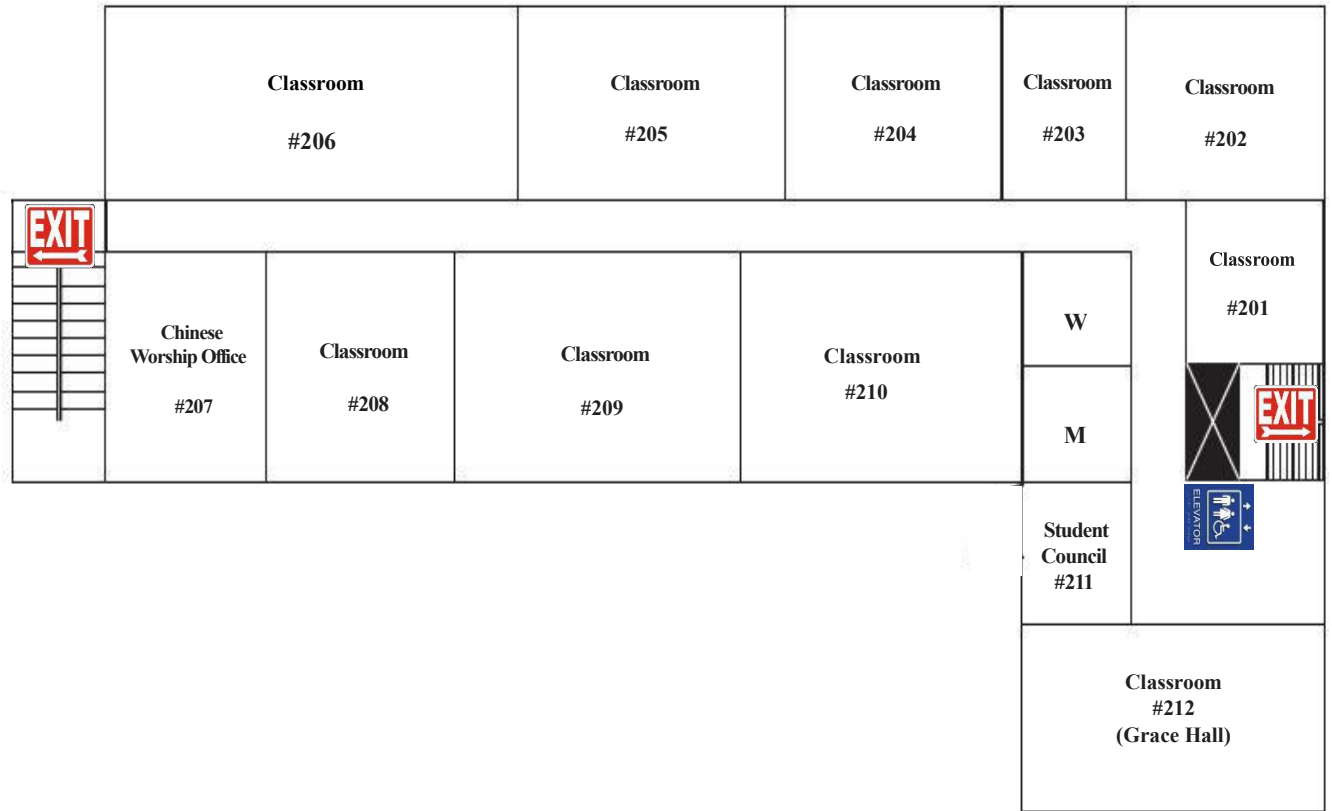 Classroom
#206
Classroom
#205
Classroom
#204
Classroom
#203
Classroom
#202
EXIT
Classroom
#201
Chinese
Worship Office
#207
Classroom
#208
Classroom
#209
Classroom
#210
W
M
EXIT
ELEVATOR
Student
Council
#211
Classroom
#212
(Grace Hall)